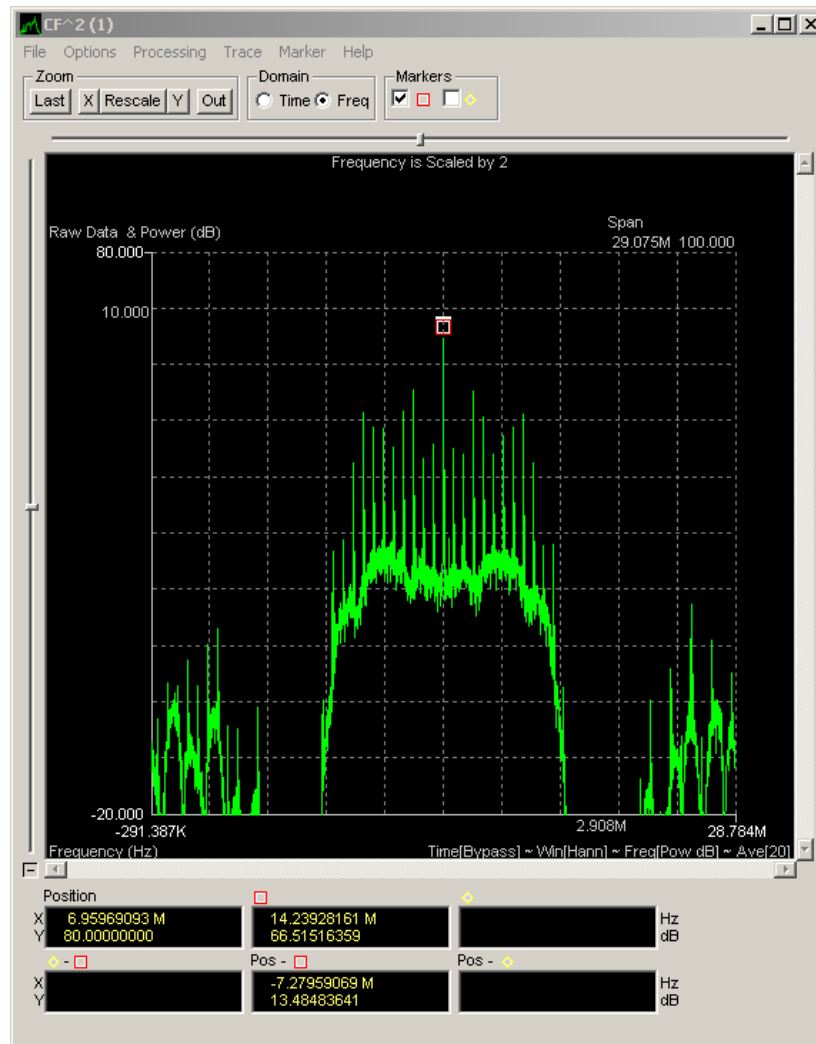 CF^2 (1)
File Options Processing Trace Marker Help
Zoom Domain Markers
Last X Rescale Y Out Time Freq
Frequency is Scaled by 2
Span
Raw Data & Power (dB) 29.075M 100.000
80.000
10.000
-20.000
-291.387K 2.908M 28.784M
Frequency (Hz) Time[Bypass] ~ Win[Hann] ~ Freq[Pow dB] ~ Ave[20]
Position
X 6.95969093 M 14.23928161 M Hz
Y 80.00000000 66.51516359 dB
- Pos - Pos -
X -7.27959069 M Hz
Y 13.48483641 dB